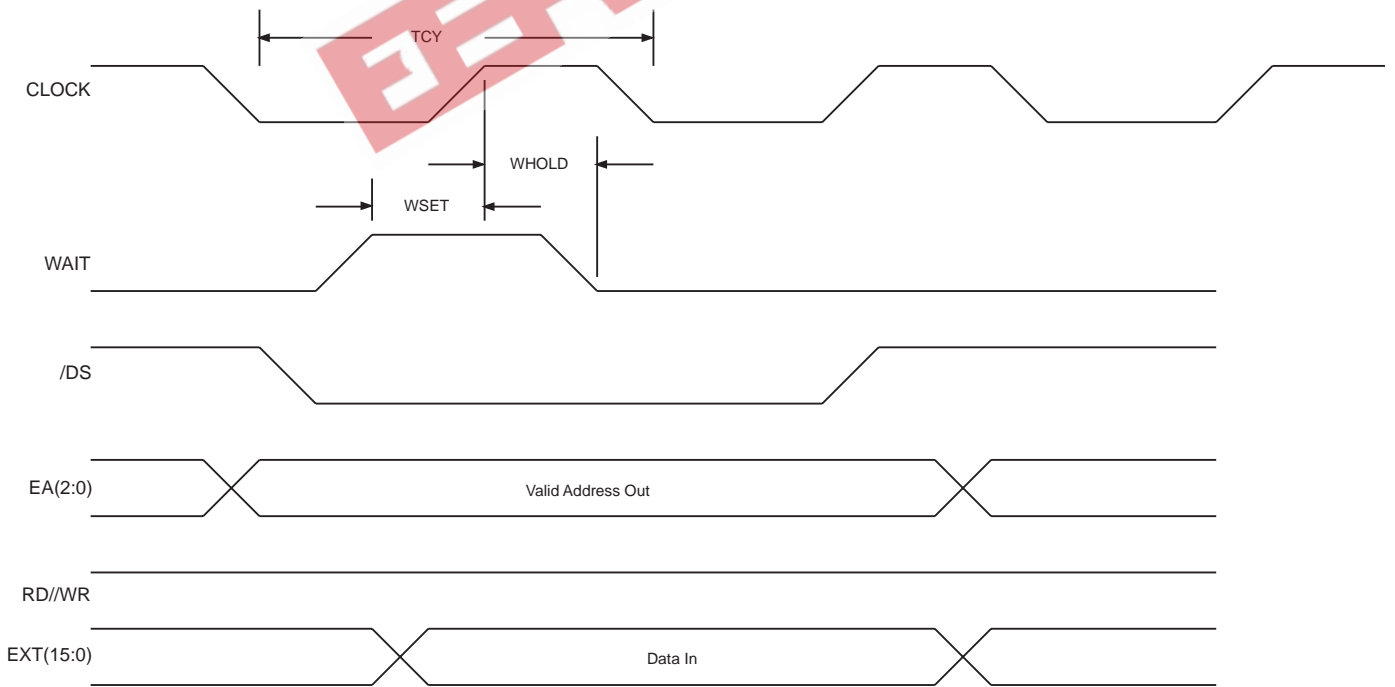 TCY
CLOCK
WHOLD
WSET
WAIT
/DS
EA(2:0)
Valid Address Out
RD//WR
EXT(15:0)
Data In